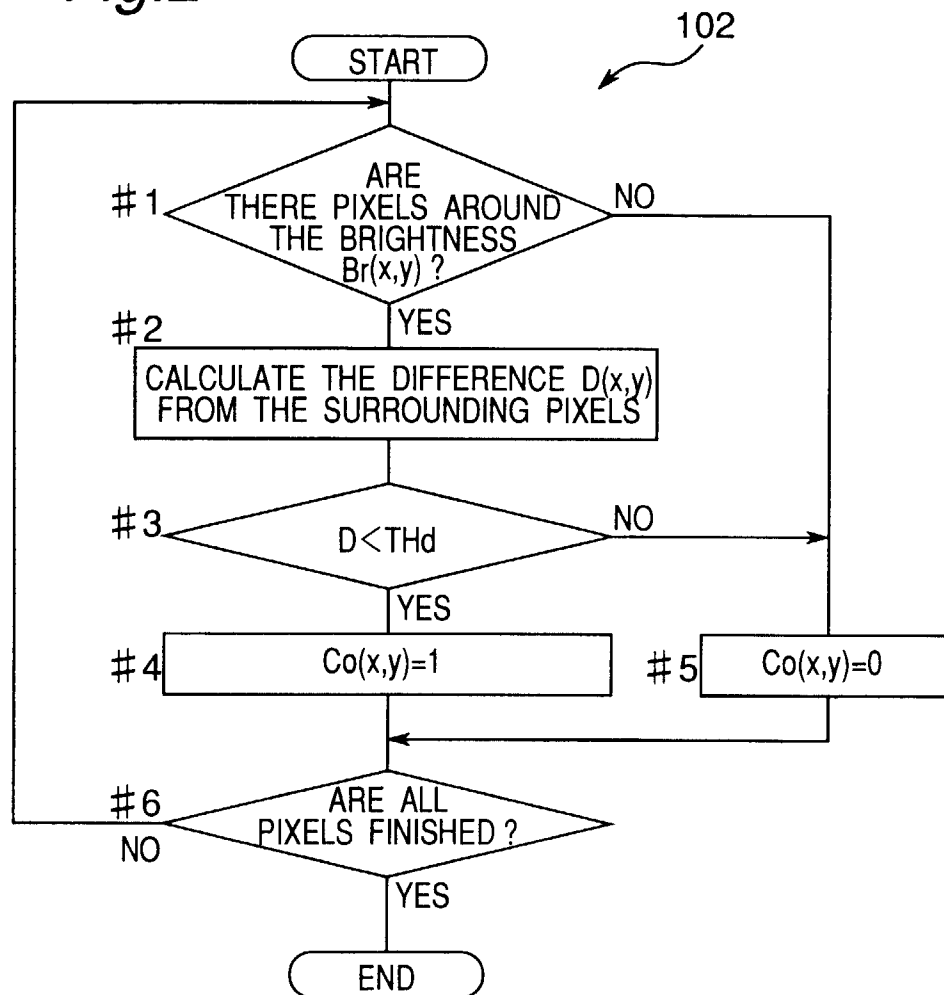 102
START
#1
ARE
THERE PIXELS AROUND
THE BRIGHTNESS
Br(x,y) ?
NO
YES
#2
CALCULATE THE DIFFERENCE D(x,y)
FROM THE SURROUNDING PIXELS
#3
D<THd
NO
YES
#4
Co(x,y)=1
#5
Co(x,y)=0
#6
ARE ALL
PIXELS FINISHED ?
NO
YES
END